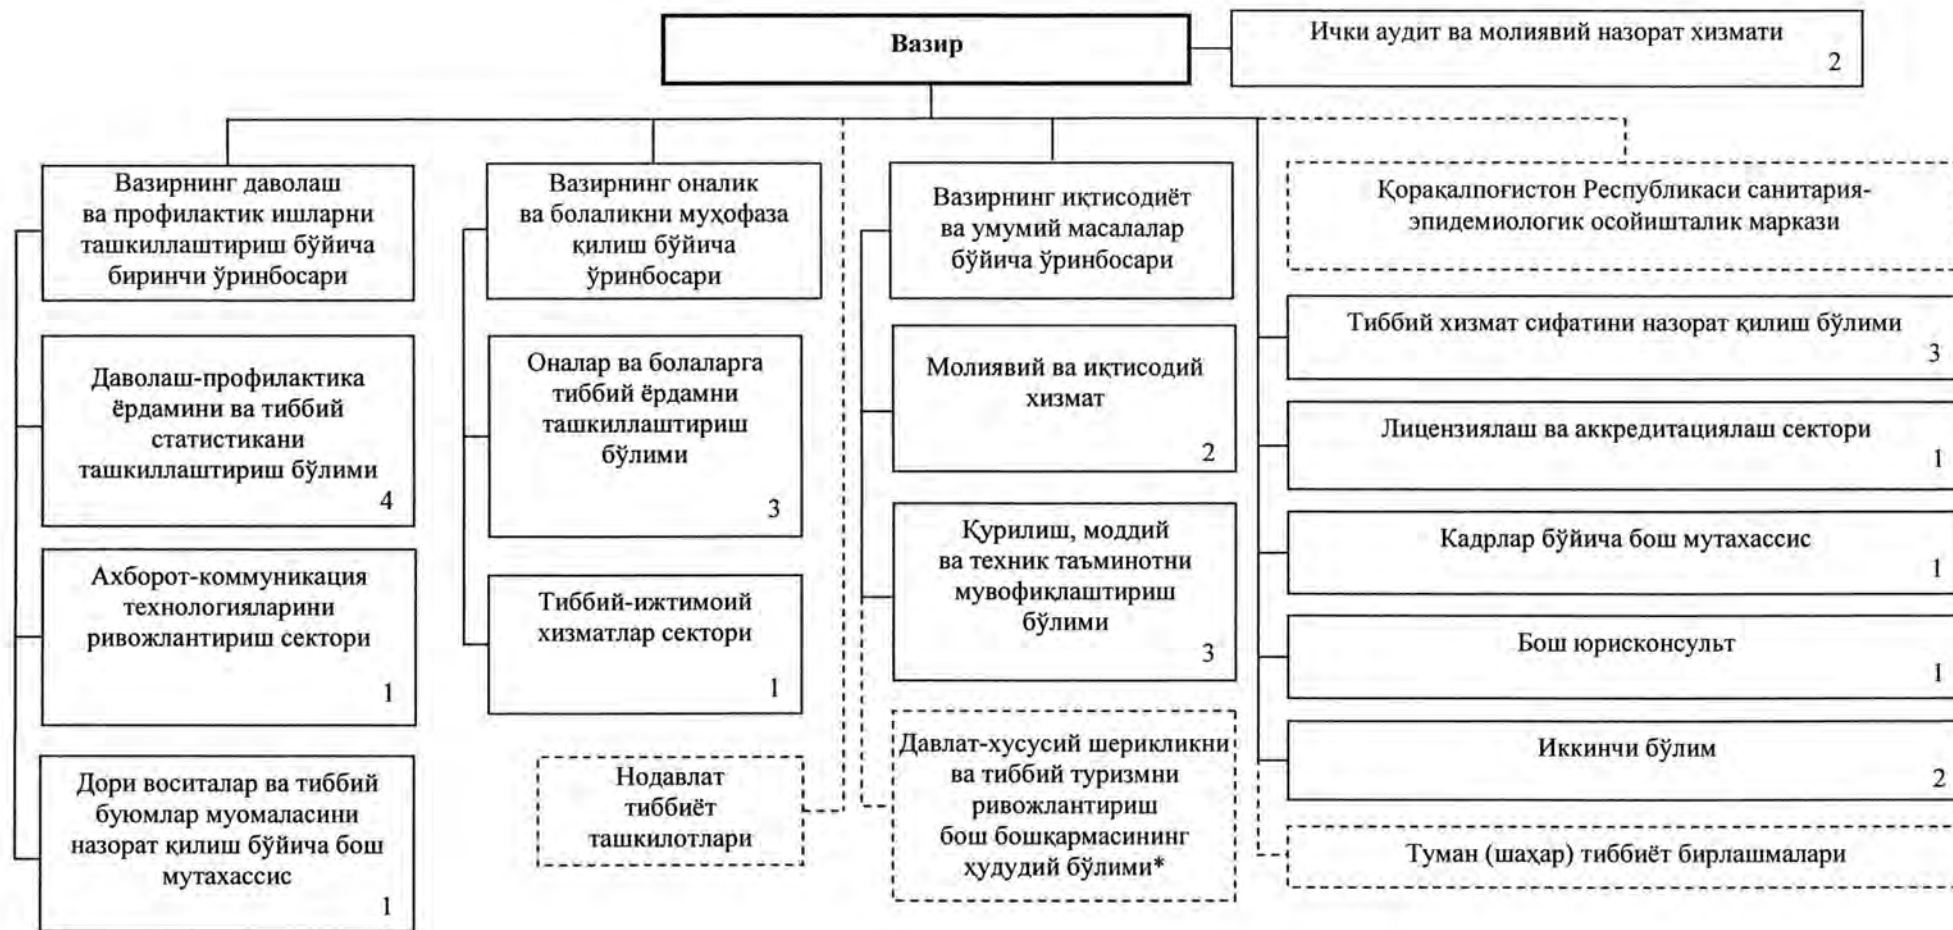 Вазир
Ички аудит ва молиявий назорат хизмати
2
Вазирнинг даволаш
ва профилактик ишларни
ташкиллаштириш бўйича
биринчи ўринбосари
Даволаш-профилактика
ёрдамини ва тиббий
статистикани
ташкиллаштириш бўлими
4
Ахборот-коммуникация
технологияларини
ривожлантириш сектори
1
Дори воситалар ва тиббий
буюмлар муомаласини
назорат қилиш бўйича бош
мутахассис
1
Вазирнинг оналик
ва болаликни муҳофаза
қилиш бўйича
ўринбосари
Оналар ва болаларга
тиббий ёрдамни
ташкиллаштириш
бўлими
3
Тиббий-ижтимоий
хизматлар сектори
1
Нодавлат
тиббиёт
ташкилотлари
Вазирнинг иқтисодиёт
ва умумий масалалар
бўйича ўринбосари
Молиявий ва иқтисодий
хизмат
2
Қурилиш, моддий
ва техник таъминотни
мувофиқлаштириш
бўлими
3
Давлат-хусусий шерикликни
ва тиббий туризмни
ривожлантириш
бош бошқармасининг
ҳудудий бўлими*
Қорақалпоғистон Республикаси санитария-
эпидемиологик осойишталик маркази
Тиббий хизмат сифатини назорат қилиш бўлими
3
Лицензиялаш ва аккредитациялаш сектори
1
Кадрлар бўйича бош мутахассис
1
Бош юрисконсульт
1
Иккинчи бўлим
2
Туман (шаҳар) тиббиёт бирлашмалари